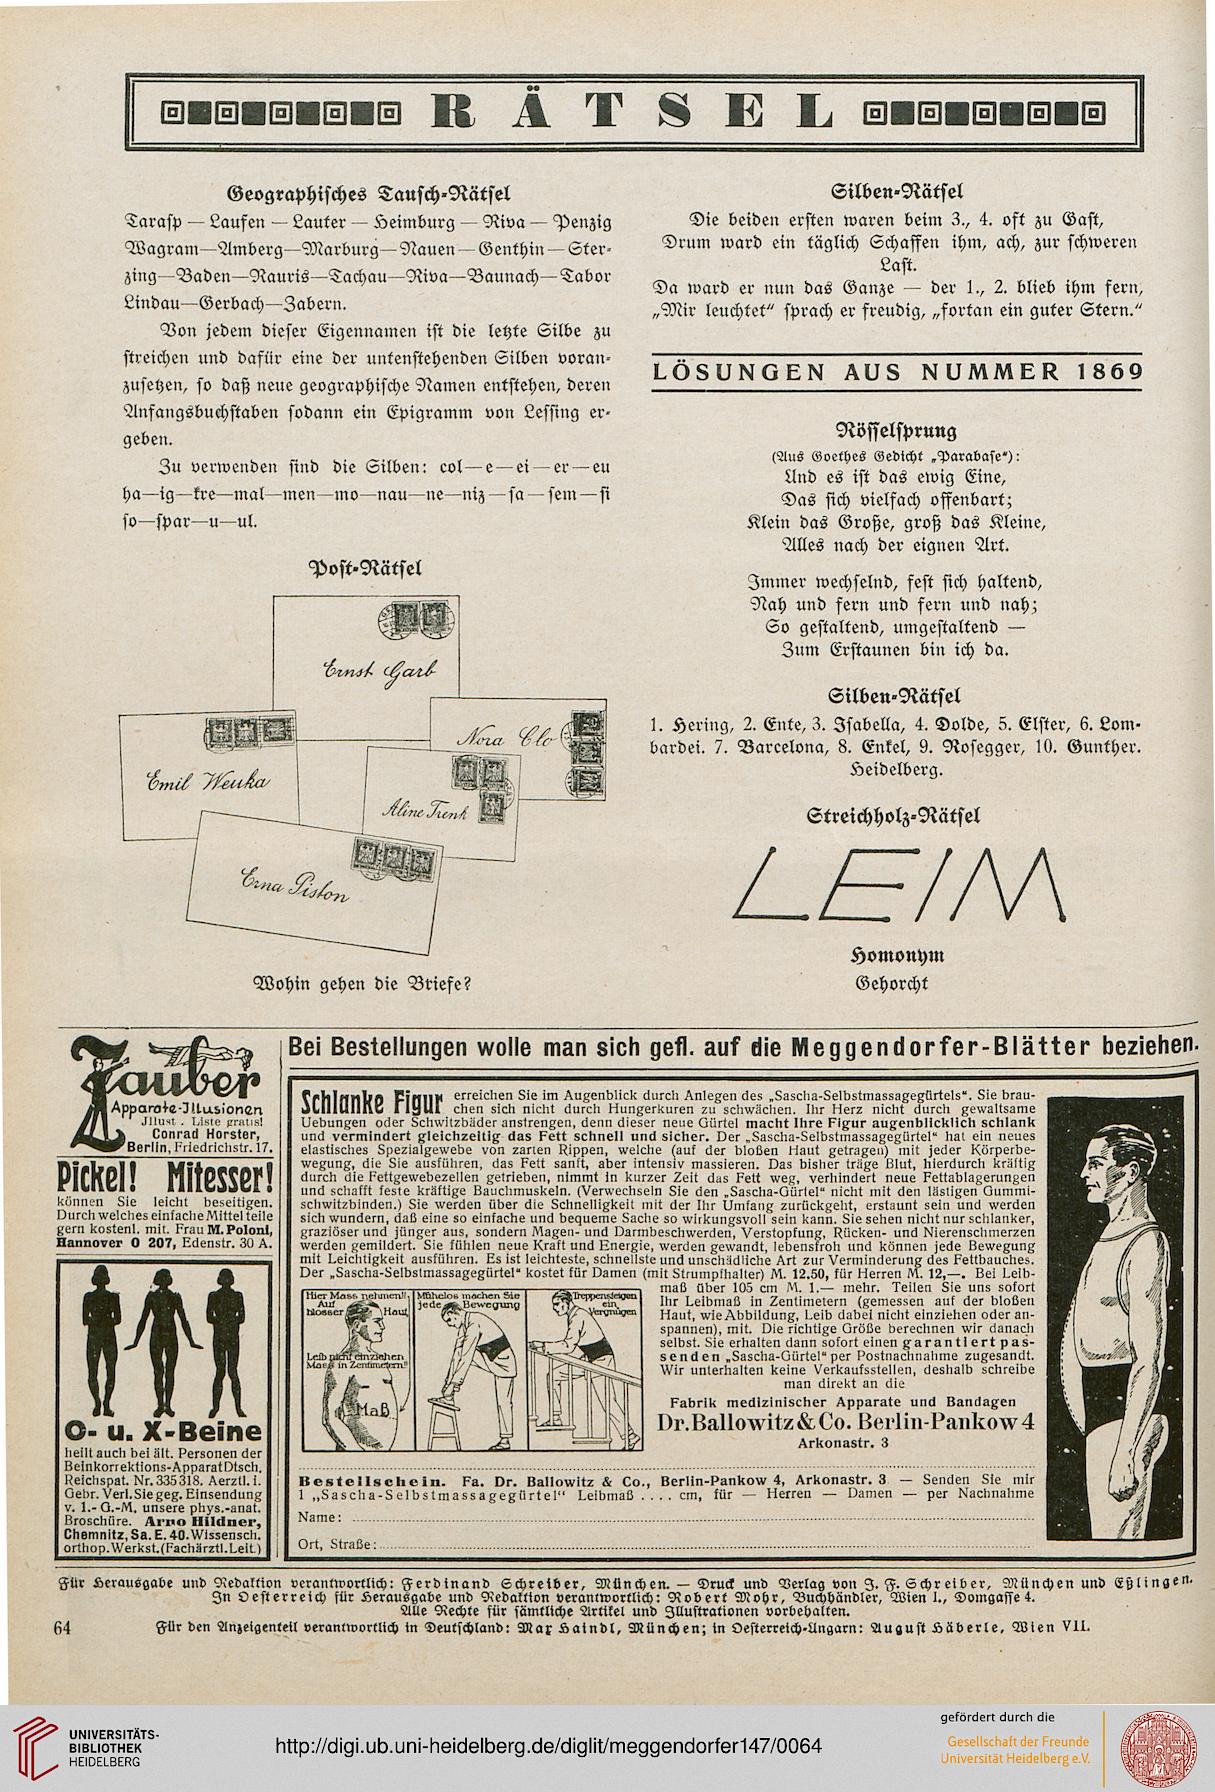 RÄTSEL
Geographisches Tausch-Rätsel
Tarasp — Laufen — Lauter — Heimburg — Riva — Penzig
Wagram—Amberg—Marburg—Nauen—Genthin—Ster-
zing—Baden—Rauris—Tachau—Riva—Baunach—Tabor
Lindau—Gerbach—Zabern.
Von jedem dieser Eigennamen ist die letzte Silbe zu
streichen und dafür eine der untenstehenden Silben voran-
zusetzen, so daß neue geographische Namen entstehen, deren
Anfangsbuchstaben sodann ein Epigramm von Lessing er-
geben.
Zu verwenden sind die Silben: col—e—ei—er—eu
ha—ig—kre—mal—men—mo—nau—ne—niz—sa—sem—si
so—spar—u—ul.
Post-Rätsel
Ernst Garb
Nora Clo
Emil Weuka
Aline Trenk
Erna Piston
Wohin gehen die Briefe?
Silben-Rätsel
Die beiden ersten waren beim 3., 4. oft zu Gast,
Drum ward ein täglich Schaffen ihm, ach, zur schweren
Last.
Da ward er nun das Ganze — der 1., 2. blieb ihm fern,
„Mir leuchtet" sprach er freudig, „fortan ein guter Stern."
LÖSUNGEN AUS NUMMER 1869
Rösselsprung
(Aus Goethes Gedicht „Parabase"):
Und es ist das ewig Eine,
Das sich vielfach offenbart;
Klein das Große, groß das Kleine,
Alles nach der eignen Art.
Immer wechselnd, fest sich haltend,
Nah und fern und fern und nah;
So gestaltend, umgestaltend —
Zum Erstaunen bin ich da.
Silben-Rätsel
1. Hering, 2. Ente, 3. Isabella, 4. Dolde, 5. Elster, 6. Lom-
bardei. 7. Barcelona, 8. Enkel, 9. Rosegger, 10. Gunther.
Heidelberg.
Streichholz-Rätsel
LEIM
Homonym
Gehorcht
Zauber
Apparate-Illusionen
Illust. Liste gratis!
Conrad Horster,
Berlin, Friedrichstr. 17.
Pickel! Mitesser!
können Sie leicht beseitigen.
Durch welches einfache Mittel teile
gern kostenl. mit. Frau M. Poloni,
Hannover O 207, Edenstr. 30 A.
O- u. X-Beine
heilt auch bei ält. Personen der
Beinkorrektions-Apparat Dtsch.
Reichspat. Nr. 335318. Aerztl. i.
Gebr. Verl. Sie geg. Einsendung
v. 1.- G.-M. unsere phys.-anat.
Broschüre. Arno Hildner,
Chemnitz, Sa. E. 40. Wissensch.
orthop. Werkst. (Fachärztl. Leit.)
Bei Bestellungen wolle man sich gefl. auf die Meggendorfer-Blätter beziehen.
Schlanke Figur erreichen Sie im Augenblick durch Anlegen des „Sascha-Selbstmassagegürtels". Sie brau-
chen sich nicht durch Hungerkuren zu schwächen. Ihr Herz nicht durch gewaltsame
Uebungen oder Schwitzbäder anstrengen, denn dieser neue Gürtel macht Ihre Figur augenblicklich schlank
und vermindert gleichzeitig das Fett schnell und sicher. Der „Sascha-Selbstmassagegürtel" hat ein neues
elastisches Spezialgewebe von zarten Rippen, welche (auf der bloßen Haut getragen) mit jeder Körperbe-
wegung, die Sie ausführen, das Fett sanft, aber intensiv massieren. Das bisher träge Blut, hierdurch kräftig
durch die Fettgewebezellen getrieben, nimmt in kurzer Zeit das Fett weg, verhindert neue Fettablagerungen
und schafft feste kräftige Bauchmuskeln. (Verwechseln Sie den „Sascha-Gürtel" nicht mit den lästigen Gummi-
schwitzbinden.) Sie werden über die Schnelligkeit mit der Ihr Umfang zurückgeht, erstaunt sein und werden
sich wundern, daß eine so einfache und bequeme Sache so wirkungsvoll sein kann. Sie sehen nicht nur schlanker,
graziöser und jünger aus, sondern Magen- und Darmbeschwerden, Verstopfung, Rücken- und Nierenschmerzen
werden gemildert. Sie fühlen neue Kraft und Energie, werden gewandt, lebensfroh und können jede Bewegung
mit Leichtigkeit ausführen. Es ist leichteste, schnellste und unschädliche Art zur Verminderung des Fettbauches.
Der „Sascha-Selbstmassagegürtel" kostet für Damen (mit Strumpfhalter) M. 12.50, für Herren M. 12,—. Bei Leib-
maß über 105 cm M. 1.— mehr. Teilen Sie uns sofort
Ihr Leibmaß in Zentimetern (gemessen auf der bloßen
Haut, wie Abbildung, Leib dabei nicht einziehen oder an-
spannen), mit. Die richtige Größe berechnen wir danach
selbst. Sie erhalten dann sofort einen garantiert pas-
senden „Sascha-Gürtel" per Postnachnahme zugesandt.
Wir unterhalten keine Verkaufsstellen, deshalb schreibe
man direkt an die
Hier Mass nehmen!!
Auf
blosser Haut
Leib nicht einziehen
Mass in Zentimetern!!
Maß
Mühelos machen Sie
jede Bewegung
Treppensteigen
ein
Vergnügen
Fabrik medizinischer Apparate und Bandagen
Dr. Ballowitz & Co. Berlin-Pankow 4
Arkonastr. 3
Bestellschein. Fa. Dr. Ballowitz & Co., Berlin-Pankow 4, Arkonastr. 3 — Senden Sie mir
1 „Sascha-Selbstmassagegürtel" Leibmaß .... cm, für — Herren — Damen — per Nachnahme
Name:
Ort, Straße:
Für Herausgabe und Redaktion verantwortlich: Ferdinand Schreiber, München. — Druck und Verlag von J. F. Schreiber, München und Eßlingen.
In Oesterreich für Herausgabe und Redaktion verantwortlich: Robert Mohr, Buchhändler, Wien I., Domgasse 4.
Alle Rechte für sämtliche Artikel und Illustrationen vorbehalten.
64
Für den Anzeigenteil verantwortlich in Deutschland: Max Haindl, München; in Oesterreich-Ungarn: August Häberle, Wien VII.
UNIVERSITÄTS-
BIBLIOTHEK
HEIDELBERG
http://digi.ub.uni-heidelberg.de/diglit/meggendorfer147/0064
gefördert durch die
Gesellschaft der Freunde
Universität Heidelberg e.V.